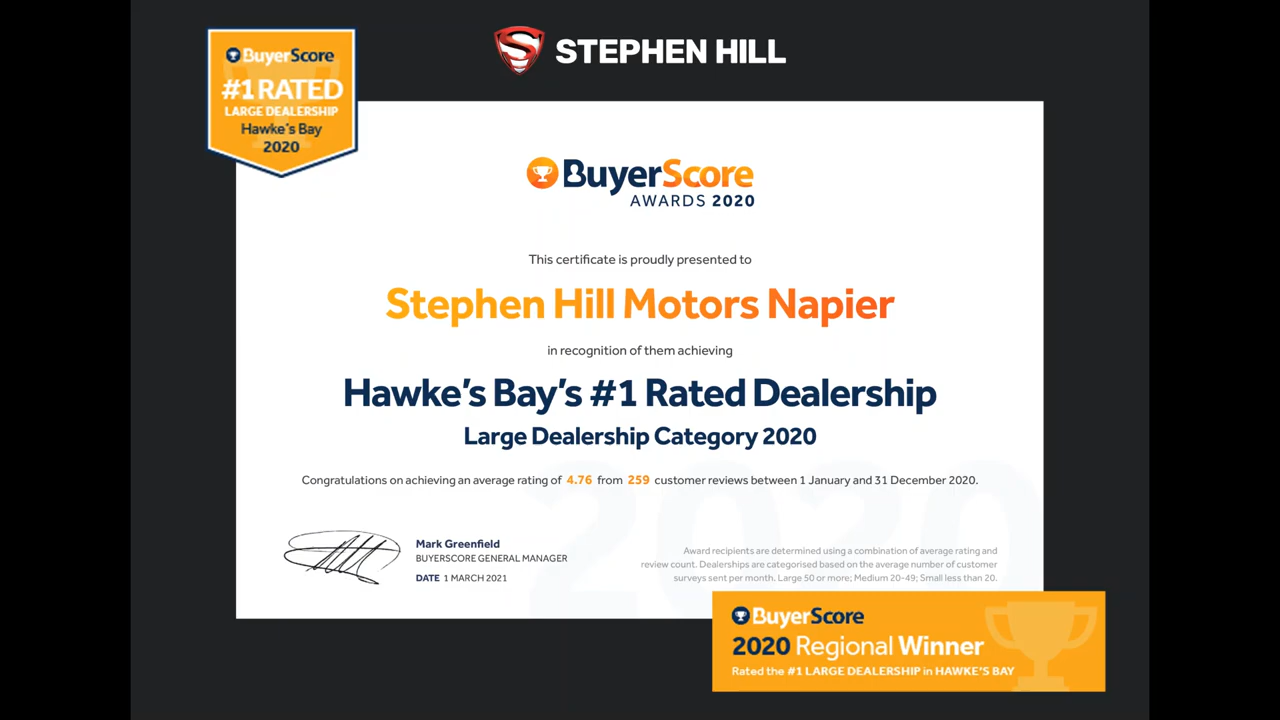 BuyerScore
#1 RATED
LARGE DEALERSHIP
Hawke's Bay
2020
STEPHEN HILL
BuyerScore
AWARDS 2020
This certificate is proudly presented to
Stephen Hill Motors Napier
in recognition of them achieving
Hawke's Bay's #1 Rated Dealership
Large Dealership Category 2020
Congratulations on achieving an average rating of 4.76 from 259 customer reviews between 1 January and 31 December 2020.
Mark Greenfield
BUYERSCORE GENERAL MANAGER
DATE 1 MARCH 2021
Award recipients are determined using a combination of average rating and
review count. Dealerships are categorised based on the average number of customer
surveys sent per month. Large 50 or more; Medium 20-49; Small less than 20.
2020
BuyerScore
2020 Regional Winner
Rated the #1 LARGE DEALERSHIP in HAWKE'S BAY